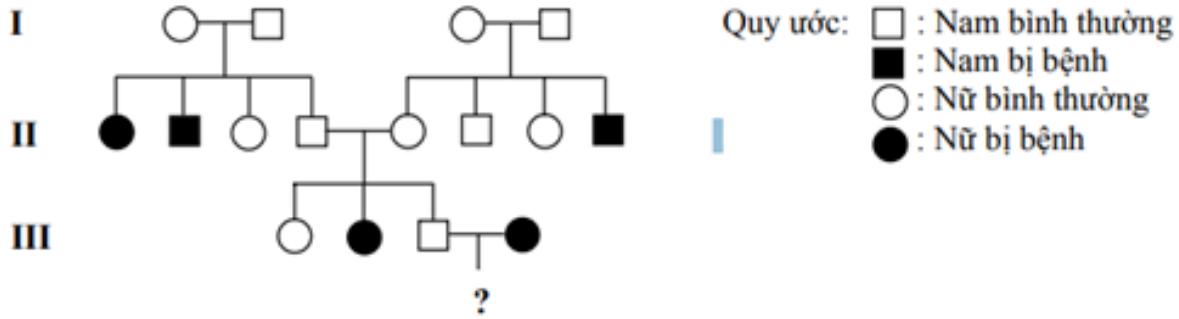 I
Quy ước: : Nam bình thường
: Nam bị bệnh
: Nữ bình thường
II
: Nữ bị bệnh
III
?